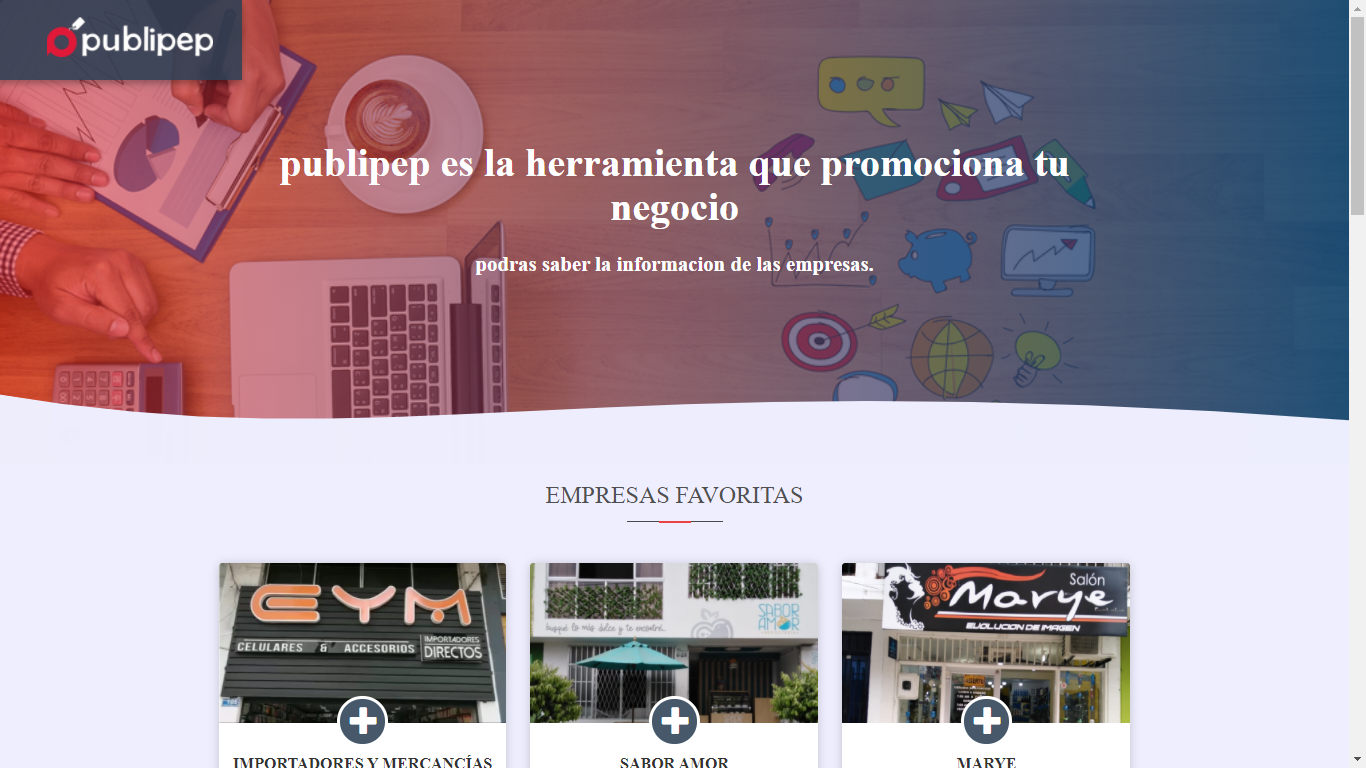 publipep
publipep es la herramienta que promociona tu
negocio
podras saber la informacion de las empresas.
EMPRESAS FAVORITAS
EYM
CELULARES & ACCESORIOS
IMPORTADORES
DIRECTOS
SABOR
AMOR
busqué lo más dulce y te encontré...
Salón
Marye
EVOLUCION DE IMAGEN
IMPORTADORES Y MERCANCÍAS
SABOR AMOR
MARYE